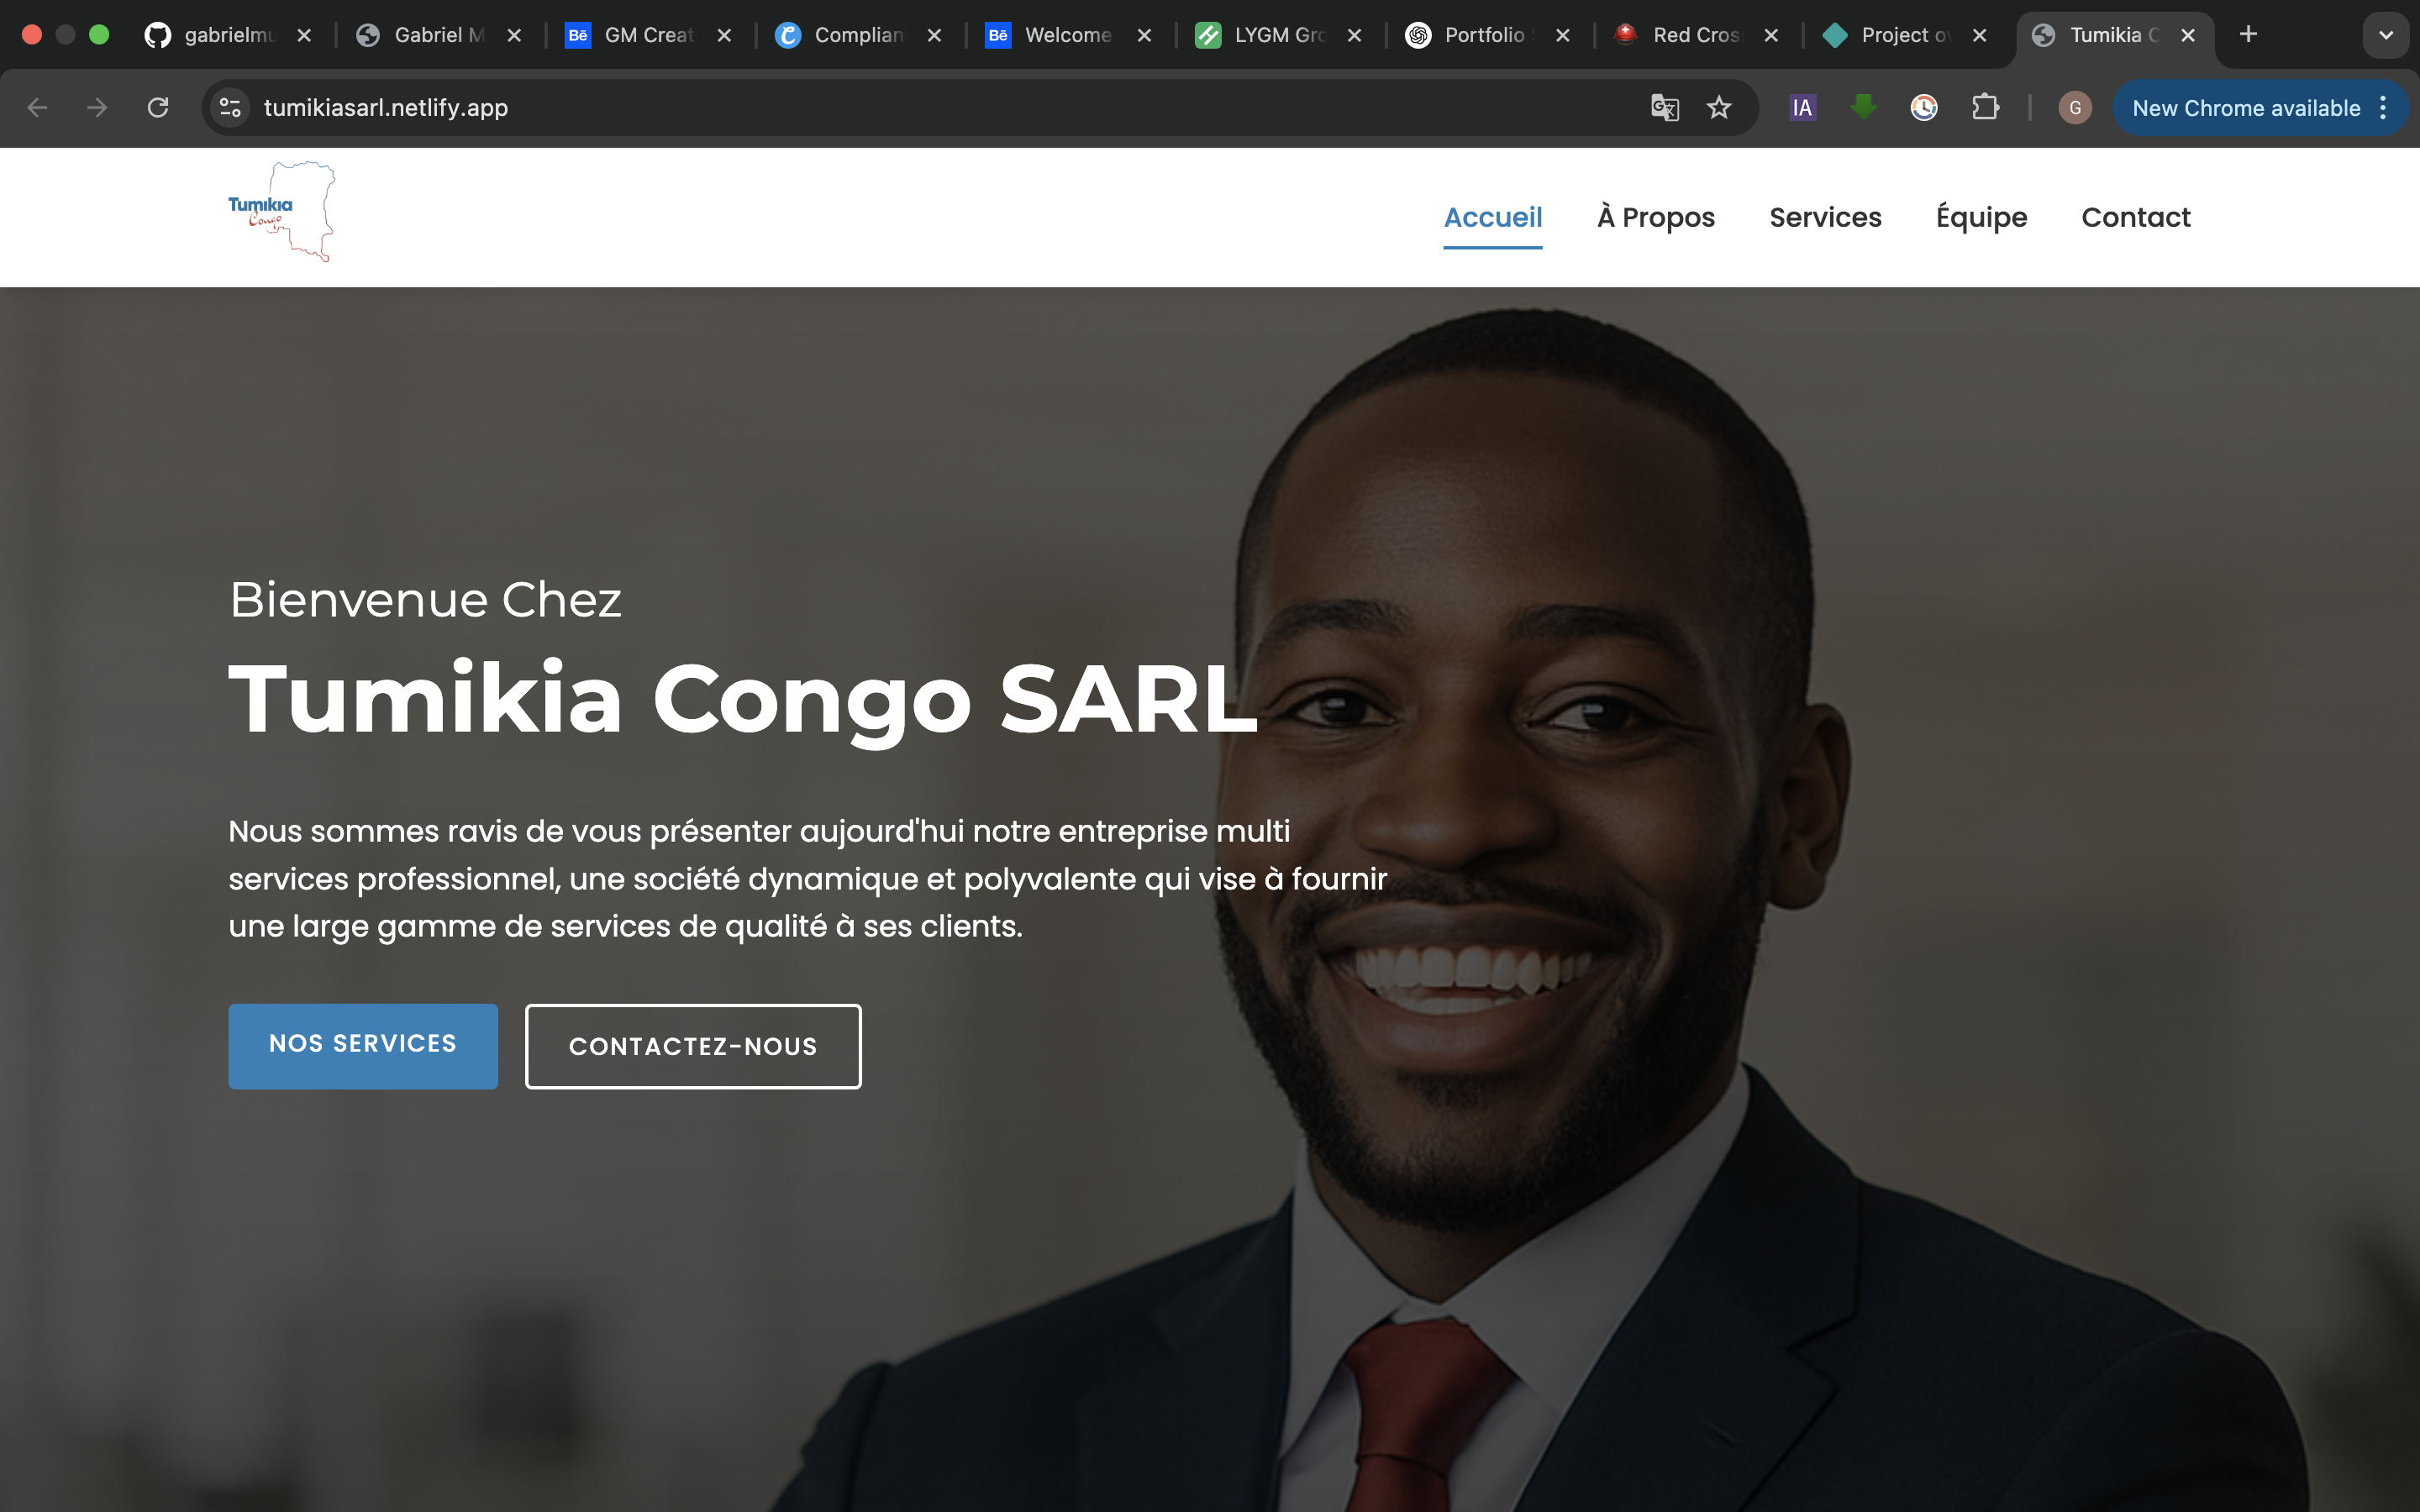 gabrielmu
Gabriel M
Bē GM Creat
Complian
Bē Welcome
LYGM Gro
Portfolio
Red Cros
Project ov
Tumikia C
tumikiasarl.netlify.app
IA
G
New Chrome available
Tumikia
Congo
Accueil
À Propos
Services
Équipe
Contact
Bienvenue Chez
Tumikia Congo SARL
Nous sommes ravis de vous présenter aujourd'hui notre entreprise multi
services professionnel, une société dynamique et polyvalente qui vise à fournir
une large gamme de services de qualité à ses clients.
NOS SERVICES
CONTACTEZ-NOUS